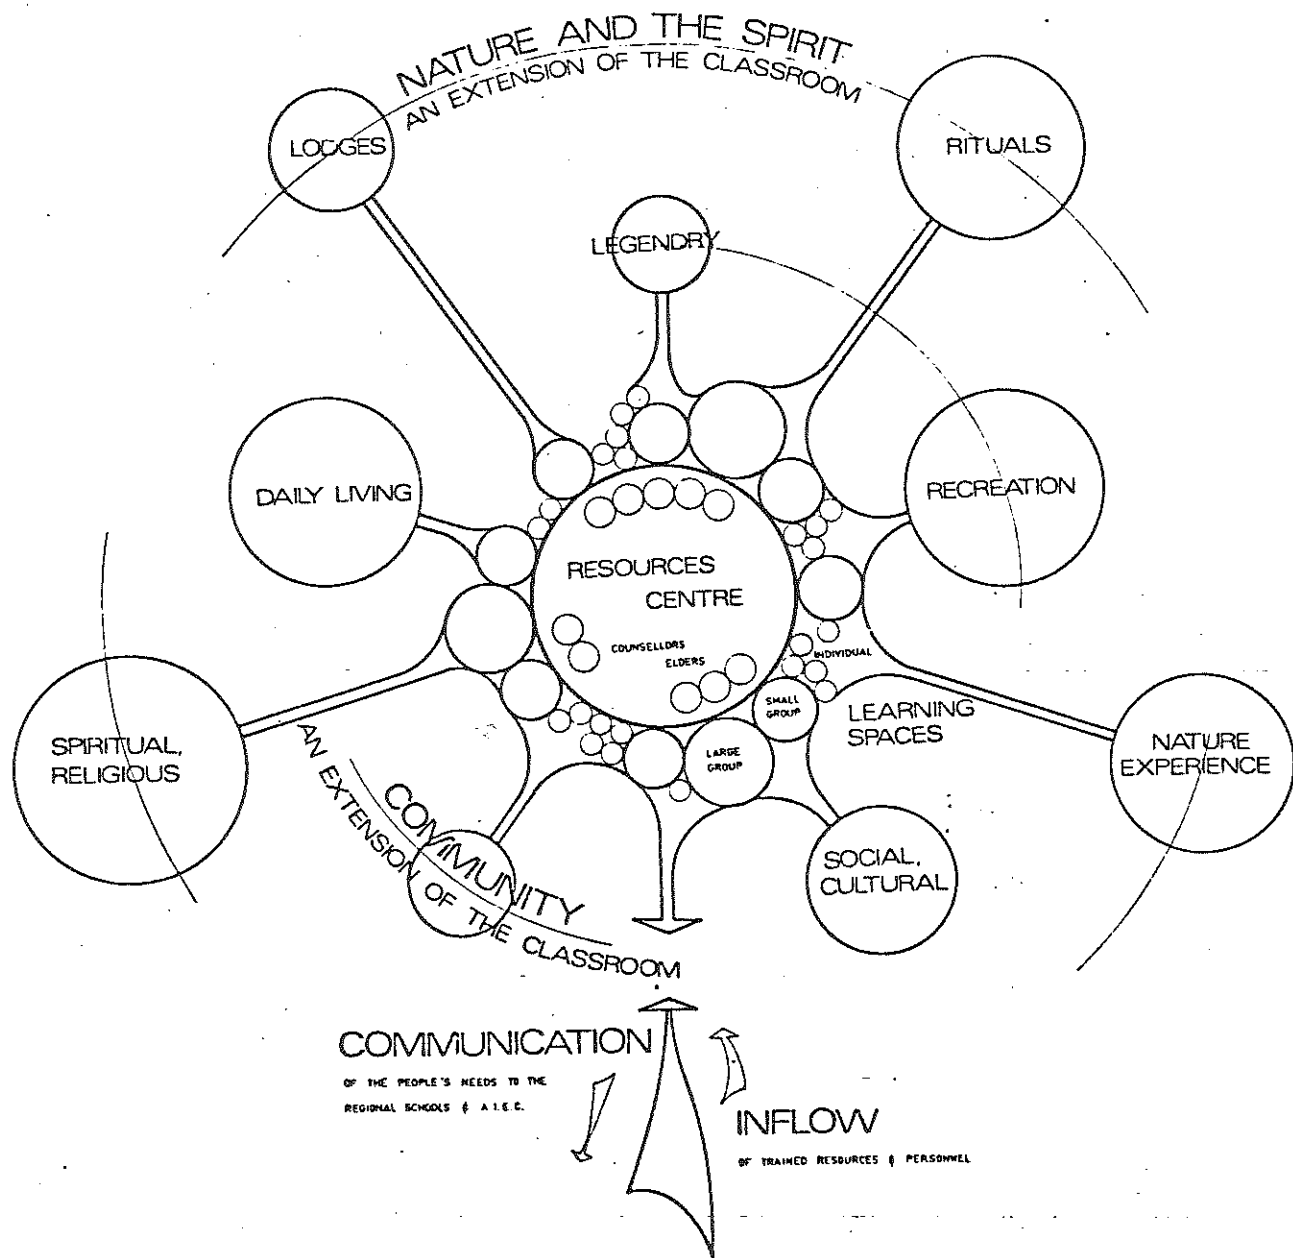 NATURE AND THE SPIRIT
AN EXTENSION OF THE CLASSROOM
LODGES
RITUALS
LEGENDRY
DAILY LIVING
RECREATION
RESOURCES
CENTRE
COUNSELLORS
ELDERS
INDIVIDUAL
SMALL
GROUP
LARGE
GROUP
LEARNING
SPACES
SPIRITUAL,
RELIGIOUS
NATURE
EXPERIENCE
SOCIAL,
CULTURAL
COMMUNITY
AN EXTENSION OF THE CLASSROOM
COMMUNICATION
OF THE PEOPLE'S NEEDS TO THE
REGIONAL SCHOOLS & A.I.E.C.
INFLOW
OF TRAINED RESOURCES & PERSONNEL